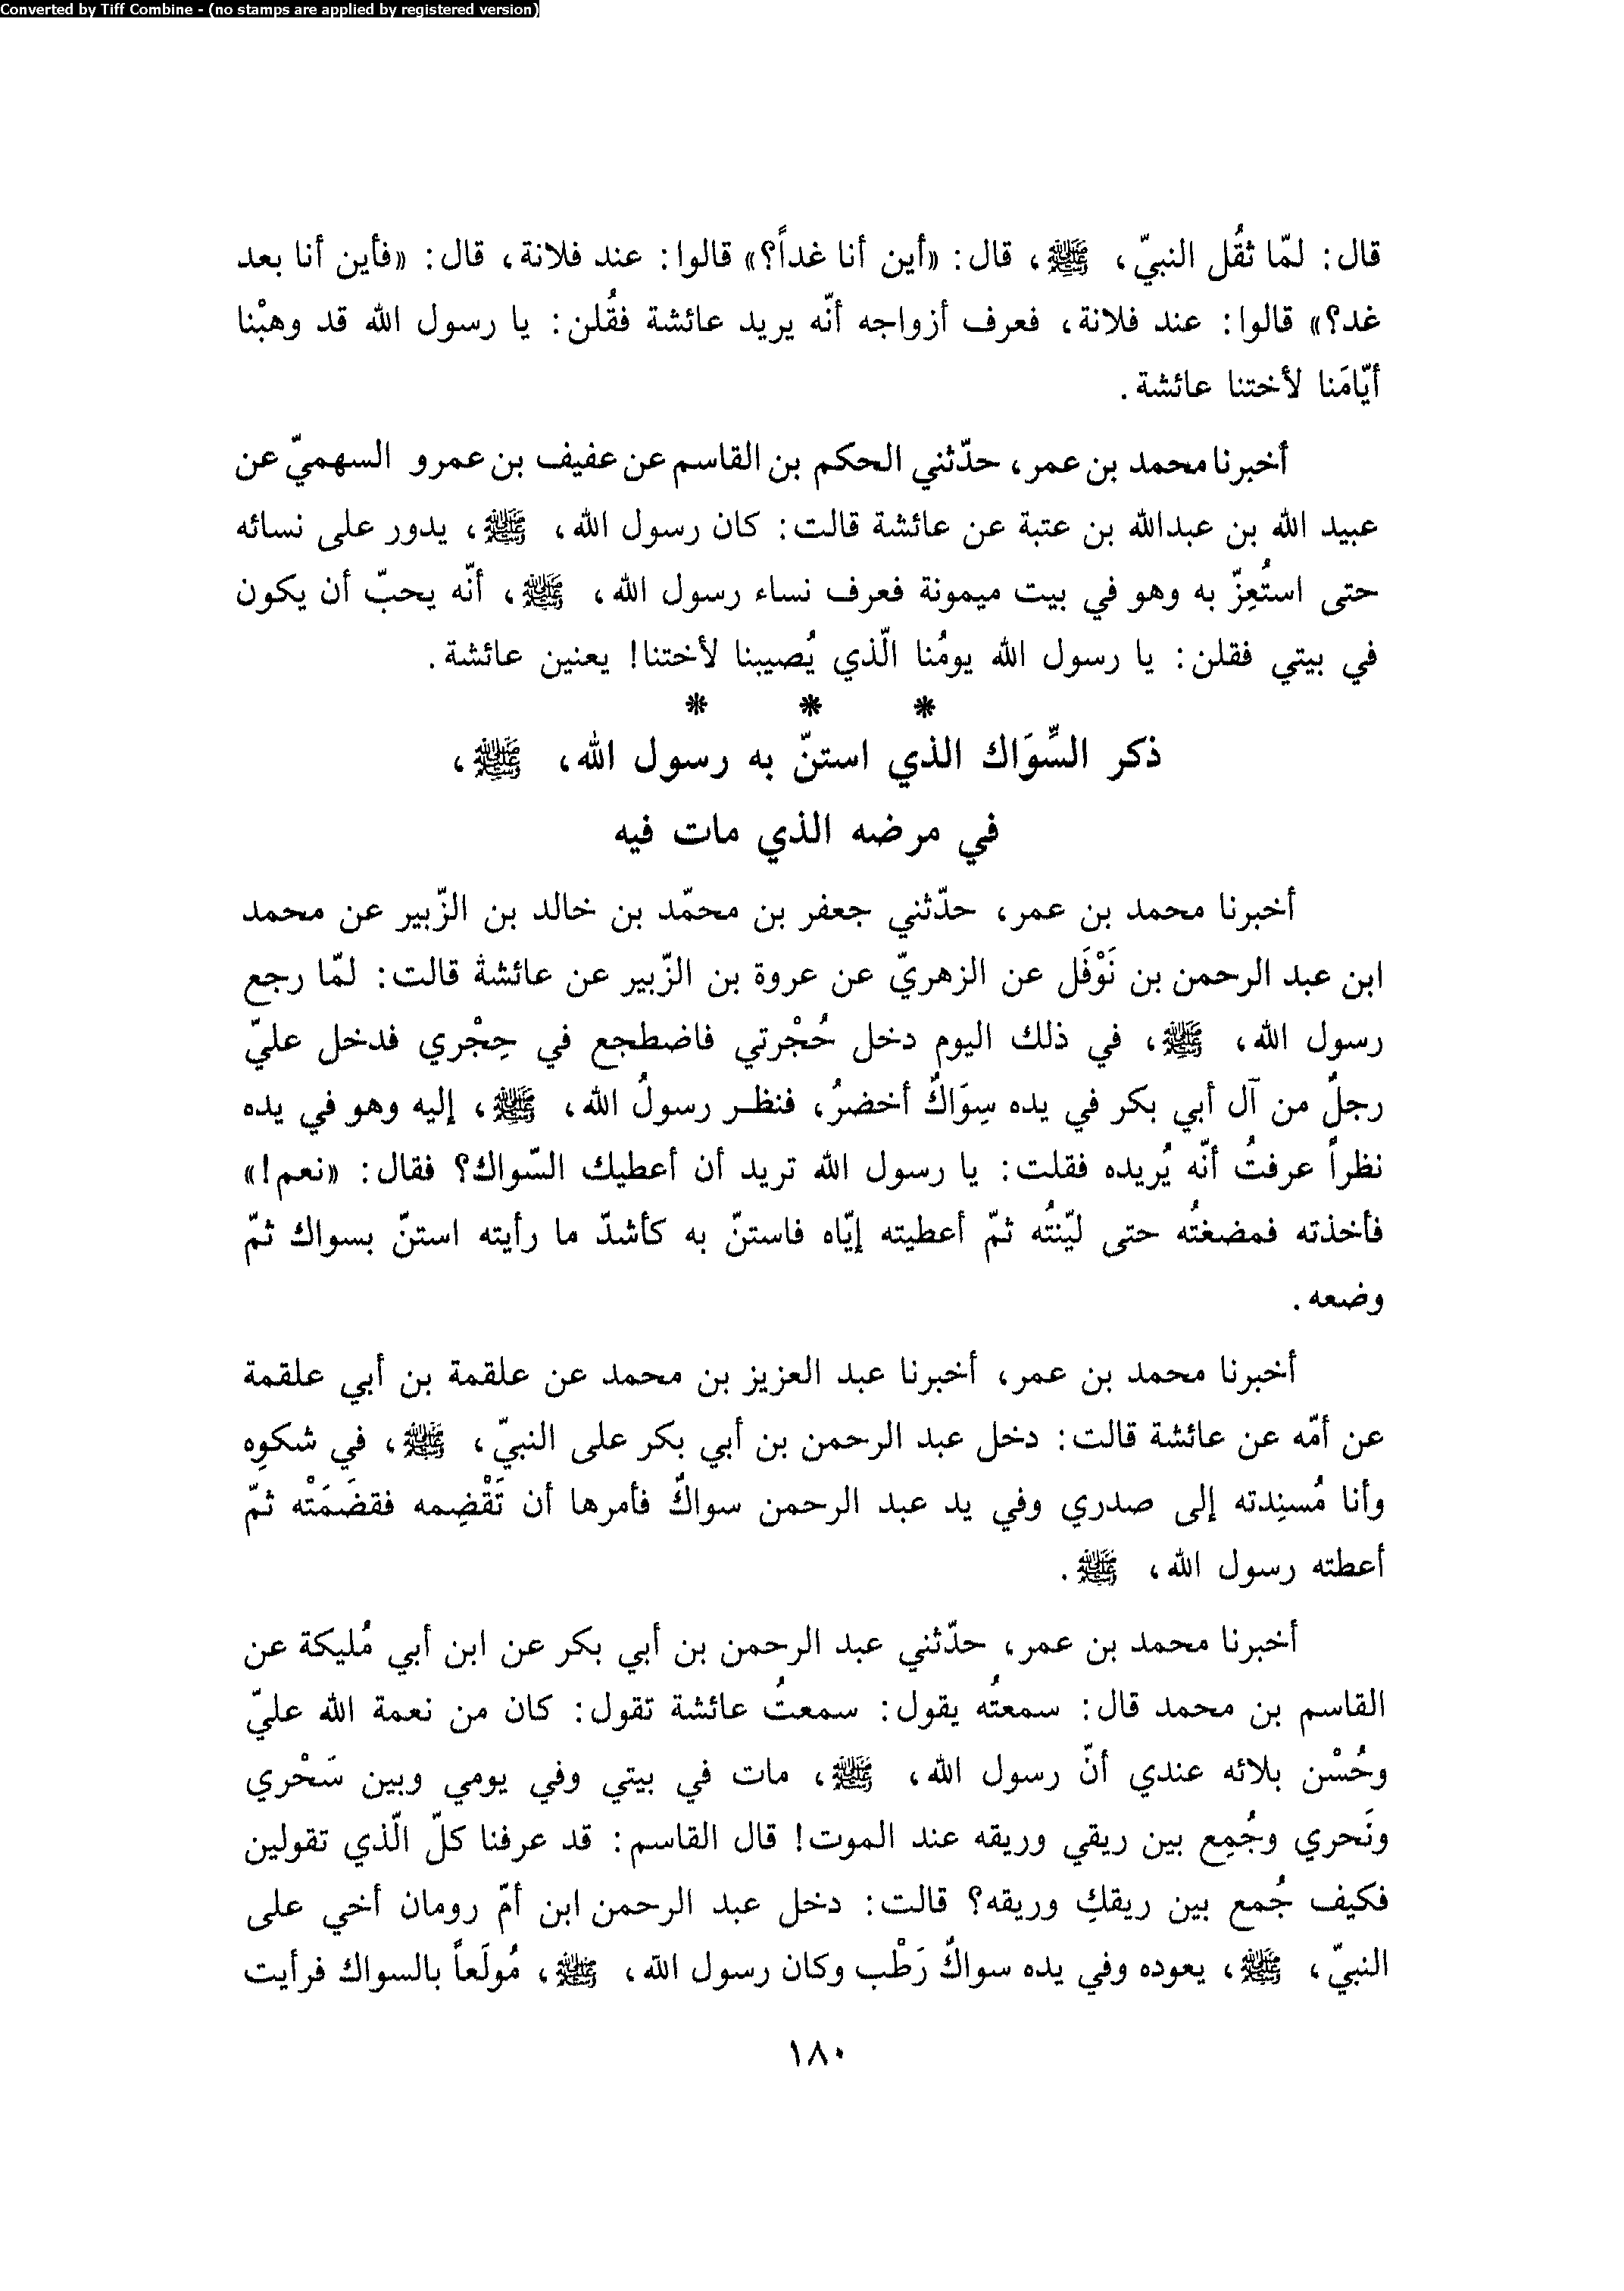 Converted by Tiff Combine - (no stamps are applied by registered version)
قال: لمّا ثقُل النبيّ، ﷺ، قال: «أين أنا غداً؟» قالوا: عند فلانة، قال: «فأين أنا بعد
غد؟» قالوا: عند فلانة، فعرف أزواجه أنّه يريد عائشة فقُلن: يا رسول الله قد وهبْنا
أيّامَنا لأختنا عائشة.
أخبرنا محمد بن عمر، حدّثني الحكم بن القاسم عن عفيف بن عمرو السهميّ عن
عبيد الله بن عبدالله بن عتبة عن عائشة قالت: كان رسول الله، ﷺ، يدور على نسائه
حتى استُعِزّ به وهو في بيت ميمونة فعرف نساء رسول الله، ﷺ، أنّه يحبّ أن يكون
في بيتي فقلن: يا رسول الله يومُنا الّذي يُصيبنا لأختنا! يعنين عائشة.
* * *
ذكر السِّوَاك الذي استنّ به رسول الله، ﷺ،
في مرضه الذي مات فيه
أخبرنا محمد بن عمر، حدّثني جعفر بن محمّد بن خالد بن الزّبير عن محمد
ابن عبد الرحمن بن نَوْفَل عن الزهريّ عن عروة بن الزّبير عن عائشة قالت: لمّا رجع
رسول الله، ﷺ، في ذلك اليوم دخل حُجْرتي فاضطجع في حِجْري فدخل عليّ
رجلٌ من آل أبي بكر في يده سِوَاكٌ أخضرُ، فنظر رسولُ الله، ﷺ، إليه وهو في يده
نظراً عرفتُ أنّه يُريده فقلت: يا رسول الله تريد أن أعطيك السّواك؟ فقال: «نعم!»
فأخذته فمضغتُه حتى ليّنتُه ثمّ أعطيته إيّاه فاستنّ به كأشدّ ما رأيته استنّ بسواك ثمّ
وضعه.
أخبرنا محمد بن عمر، أخبرنا عبد العزيز بن محمد عن علقمة بن أبي علقمة
عن أمّه عن عائشة قالت: دخل عبد الرحمن بن أبي بكر على النبيّ، ﷺ، في شكوِه
وأنا مُسنِدته إلى صدري وفي يد عبد الرحمن سواكٌ فأمرها أن تَقْضِمه فقضَمَتْه ثمّ
أعطته رسول الله، ﷺ.
أخبرنا محمد بن عمر، حدّثني عبد الرحمن بن أبي بكر عن ابن أبي مُليكة عن
القاسم بن محمد قال: سمعتُه يقول: سمعتُ عائشة تقول: كان من نعمة الله عليّ
وحُسْن بلائه عندي أنّ رسول الله، ﷺ، مات في بيتي وفي يومي وبين سَحْري
ونَحري وجُمِع بين ريقي وريقه عند الموت! قال القاسم: قد عرفنا كلّ الّذي تقولين
فكيف جُمع بين ريقكِ وريقه؟ قالت: دخل عبد الرحمن ابن أمّ رومان أخي على
النبيّ، ﷺ، يعوده وفي يده سواكٌ رَطْب وكان رسول الله، ﷺ، مُولَعاً بالسواك فرأيت
١٨٠